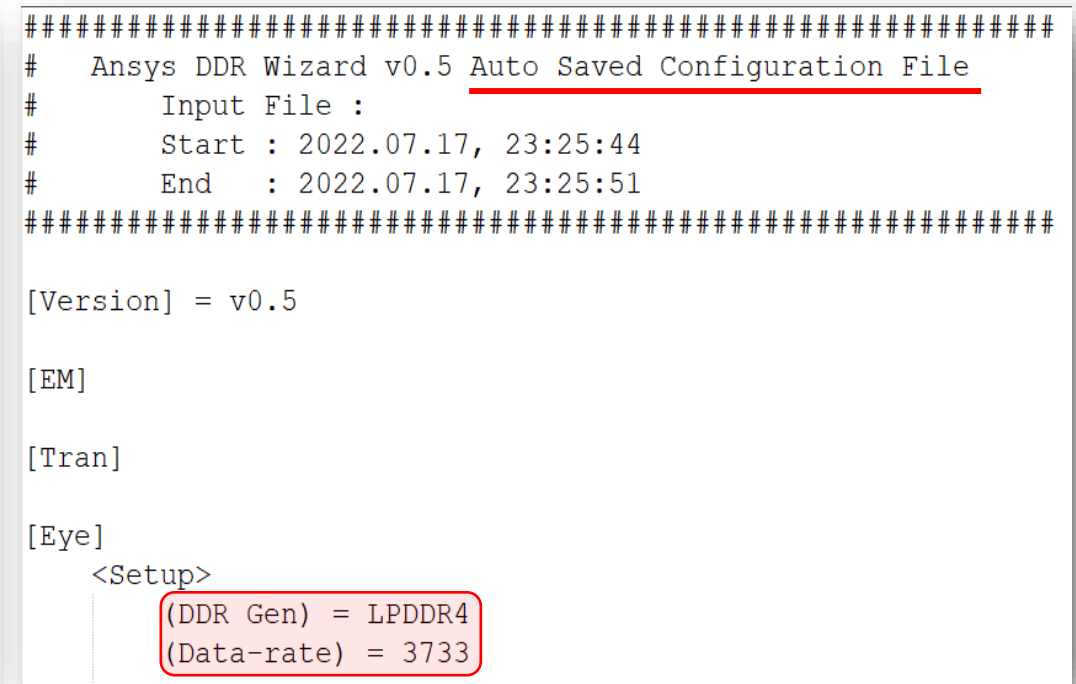 ############################################################
#   Ansys DDR Wizard v0.5 Auto Saved Configuration File
#       Input File :
#       Start : 2022.07.17, 23:25:44
#       End   : 2022.07.17, 23:25:51
############################################################
[Version] = v0.5
[EM]
[Tran]
[Eye]
    <Setup>
        (DDR Gen) = LPDDR4
        (Data-rate) = 3733